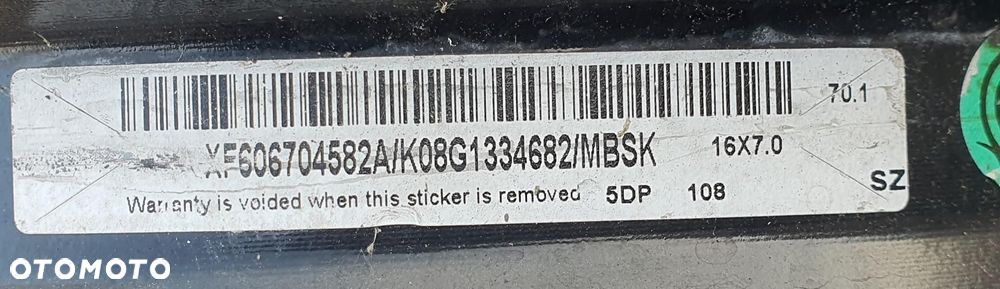 70.1
XF606704582A/K08G1334682/MBSK 16X7.0
SZ
Warranty is voided when this sticker is removed 5DP 108
OTOMOTO